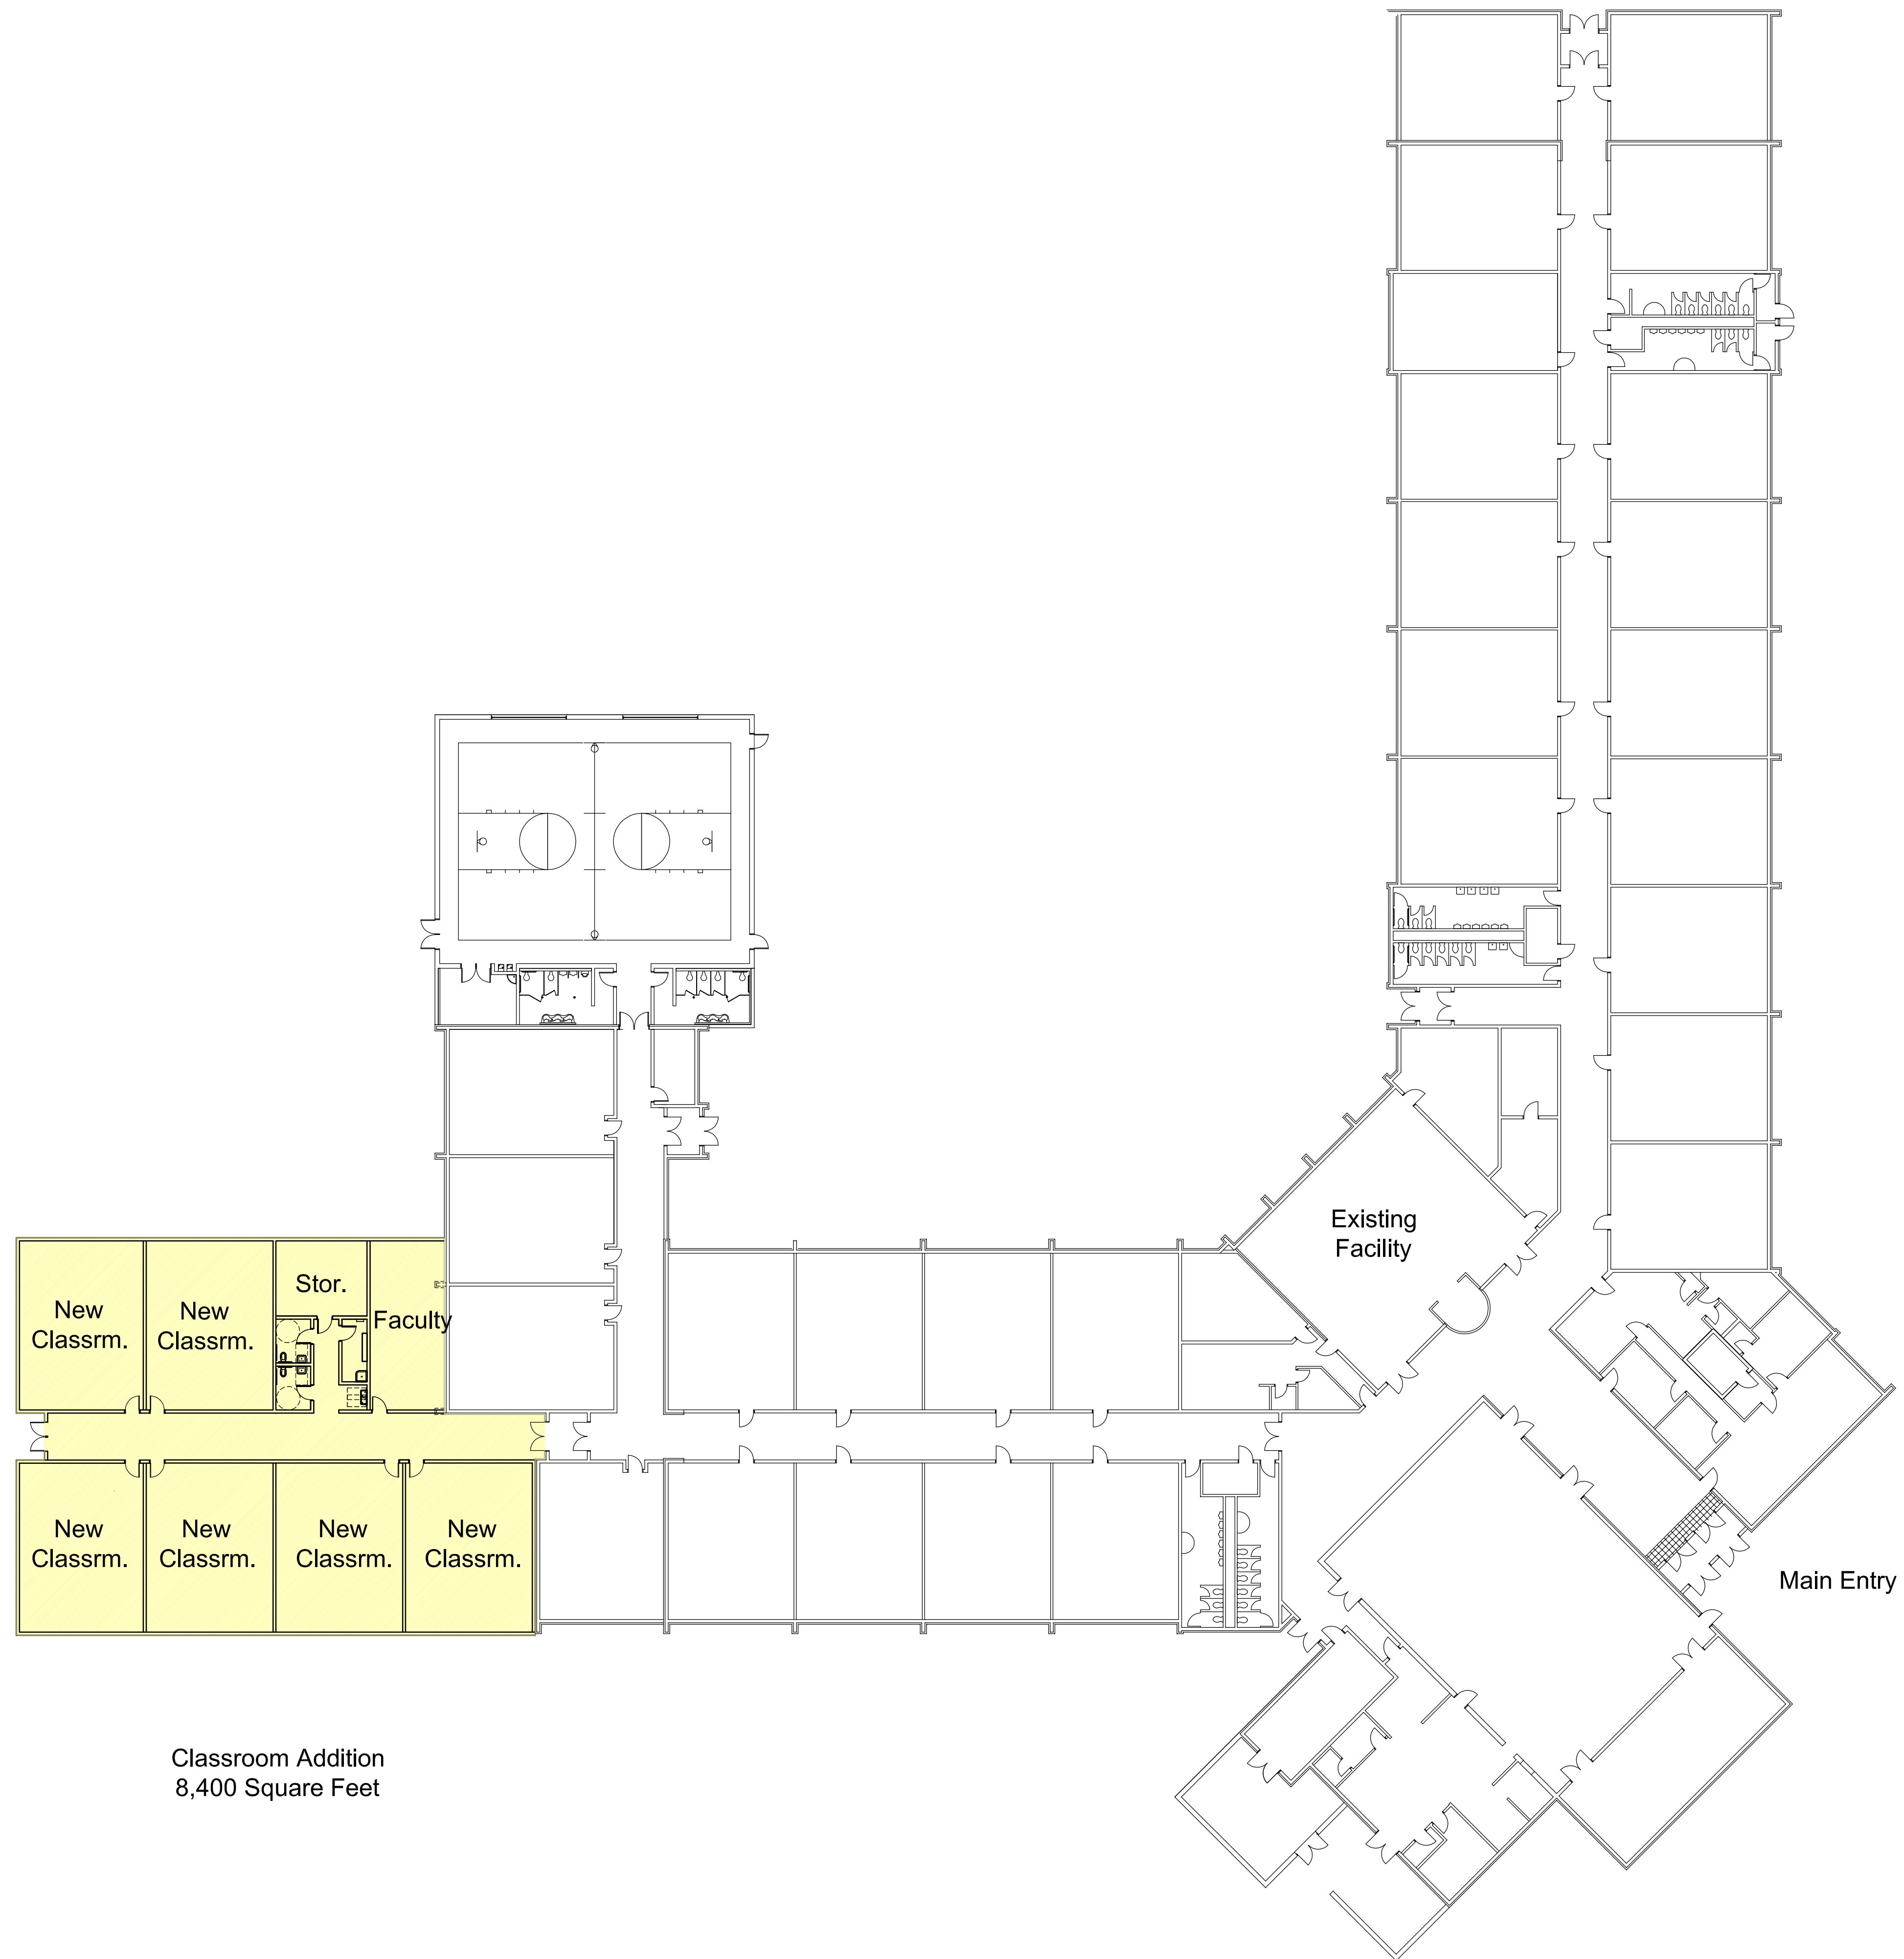 Existing
Facility
Stor.
New
Classrm.
New
Classrm.
Faculty
New
Classrm.
New
Classrm.
New
Classrm.
New
Classrm.
Main Entry
Classroom Addition
8,400 Square Feet